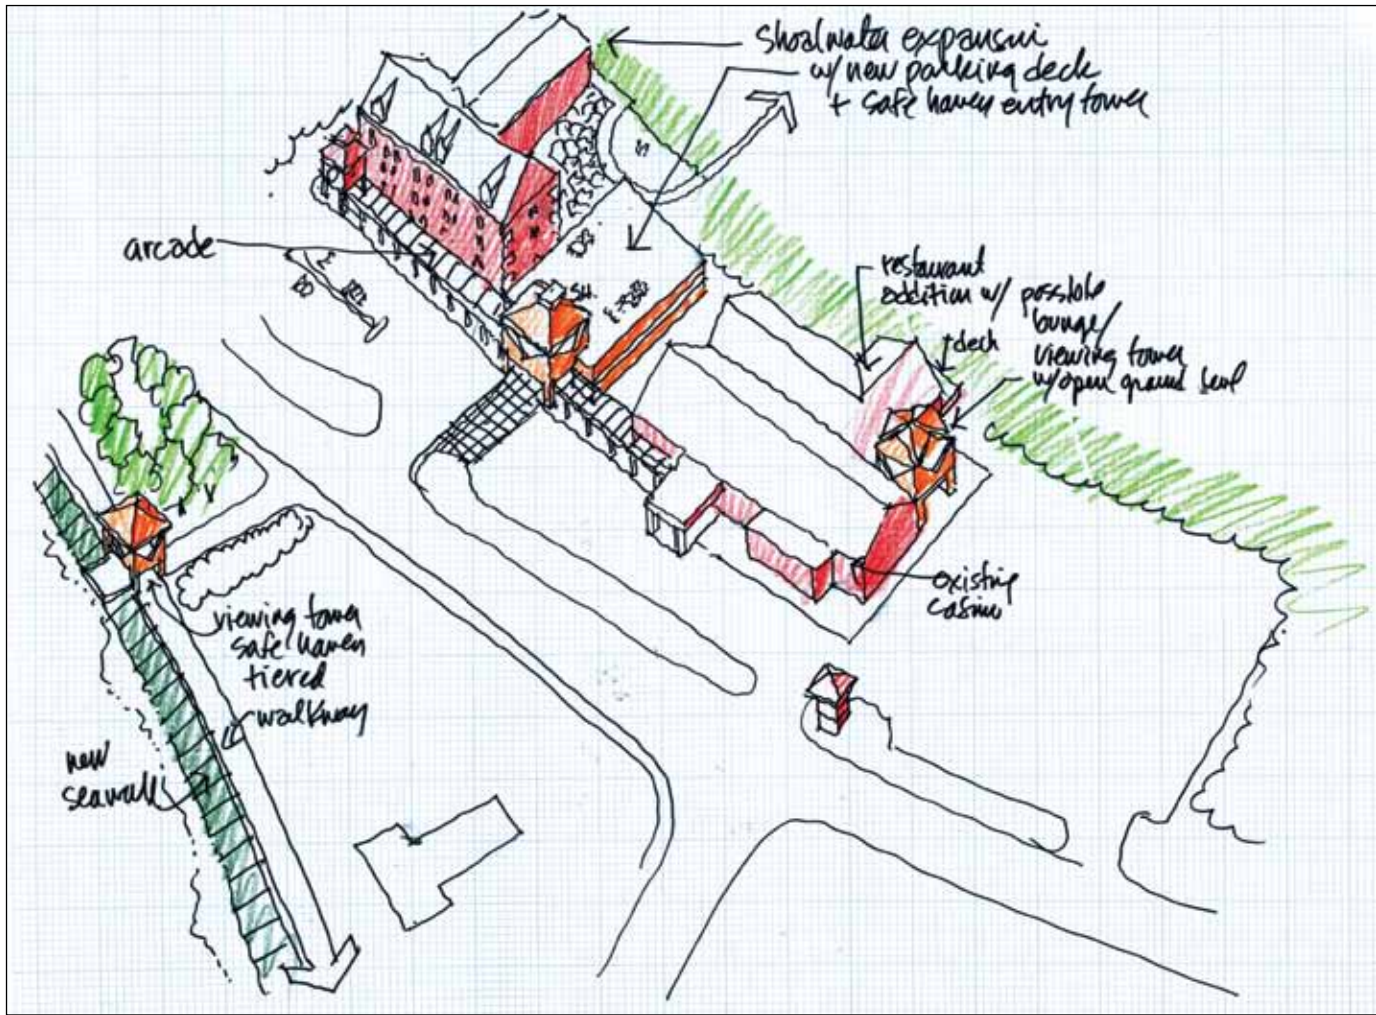 Shoalwater expansion
w/ new parking deck
+ safe haven entry tower
arcade
S.H.
restaurant
addition w/ possible
lounge/
viewing tower
w/ open ground level
deck
existing
casino
viewing tower
safe haven
tiered
walkway
new
seawall